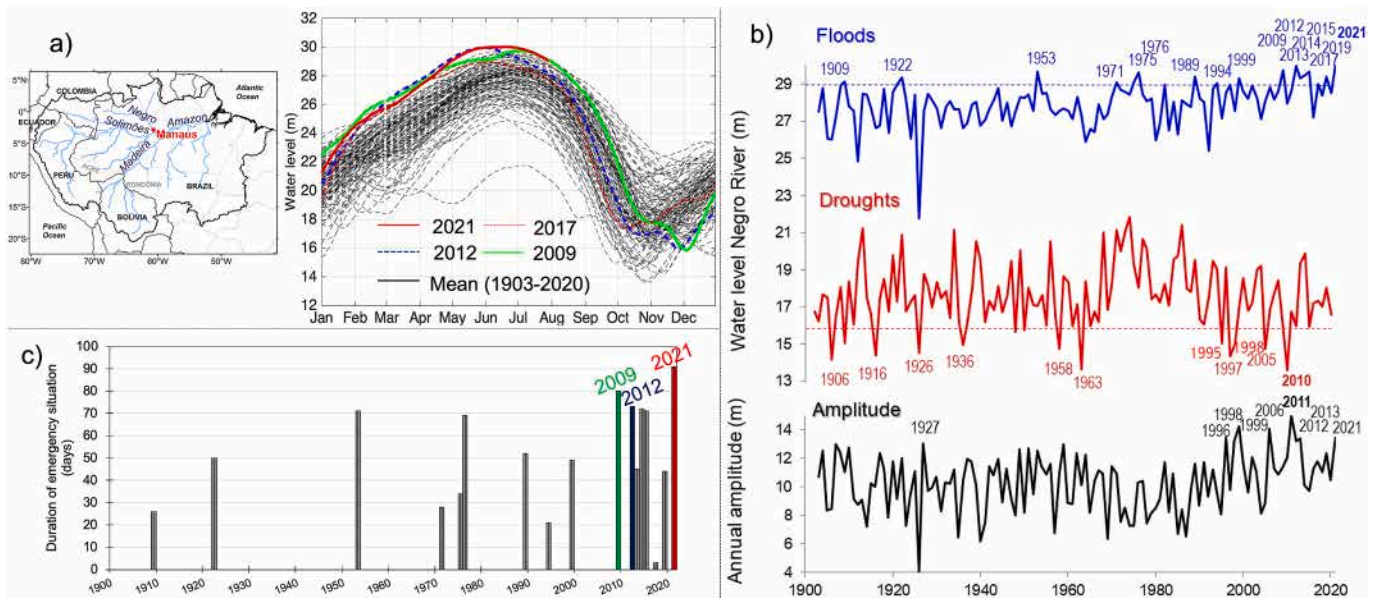 a)
COLOMBIA
Atlantic
Ocean
ECUADOR
Negro
Solimões
Amazon
Manaus
Madeira
PERU
ACRE
RONDÔNIA
BRAZIL
BOLIVIA
Pacific
Ocean
5°N
0°
5°S
10°S
15°S
20°S
80°W 70°W 60°W 50°W
Water level (m)
32
30
28
26
24
22
20
18
16
14
12
Jan Feb Mar Apr May Jun Jul Aug Sep Oct Nov Dec
2021 2017
2012 2009
Mean (1903-2020)
c)
Duration of emergency situation
(days)
100
90
80
70
60
50
40
30
20
10
0
1900 1910 1920 1930 1940 1950 1960 1970 1980 1990 2000 2010 2020
2009
2012
2021
b)
Water level Negro River (m)
Floods
29
27
25
23
21
1909 1922 1953 1971 1975 1976 1989 1994 1999 2009 2012 2013 2014 2015 2017 2019 2021
Droughts
21
19
17
15
13
1906 1916 1926 1936 1958 1963 1995 1997 1998 2005 2010
Annual amplitude (m)
Amplitude
14
12
10
8
6
4
1927 1996 1998 1999 2006 2011 2012 2013 2021
1900 1920 1940 1960 1980 2000 2020